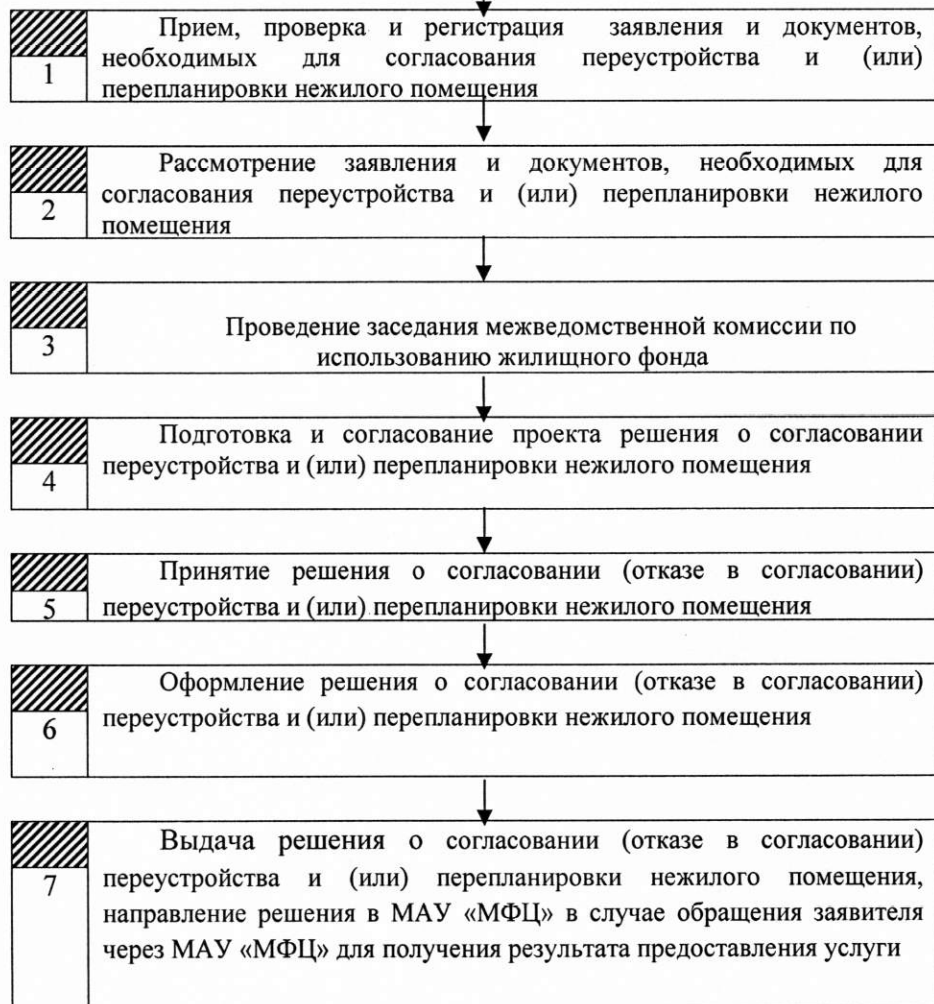 Прием, проверка и регистрация заявления и документов,
необходимых для согласования переустройства и (или)
1
перепланировки нежилого помещения
Рассмотрение заявления и документов, необходимых для
согласования переустройства и (или) перепланировки нежилого
2
помещения
Проведение заседания межведомственной комиссии по
3
использованию жилищного фонда
Подготовка и согласование проекта решения о согласовании
переустройства и (или) перепланировки нежилого помещения
4
Принятие решения о согласовании (отказе в согласовании)
5
переустройства и (или) перепланировки нежилого помещения
Оформление решения о согласовании (отказе в согласовании)
переустройства и (или) перепланировки нежилого помещения
6
Выдача решения о согласовании (отказе в согласовании)
7
переустройства и (или) перепланировки нежилого помещения,
направление решения в МАУ «МФЦ» в случае обращения заявителя
через МАУ «МФЦ» для получения результата предоставления услуги